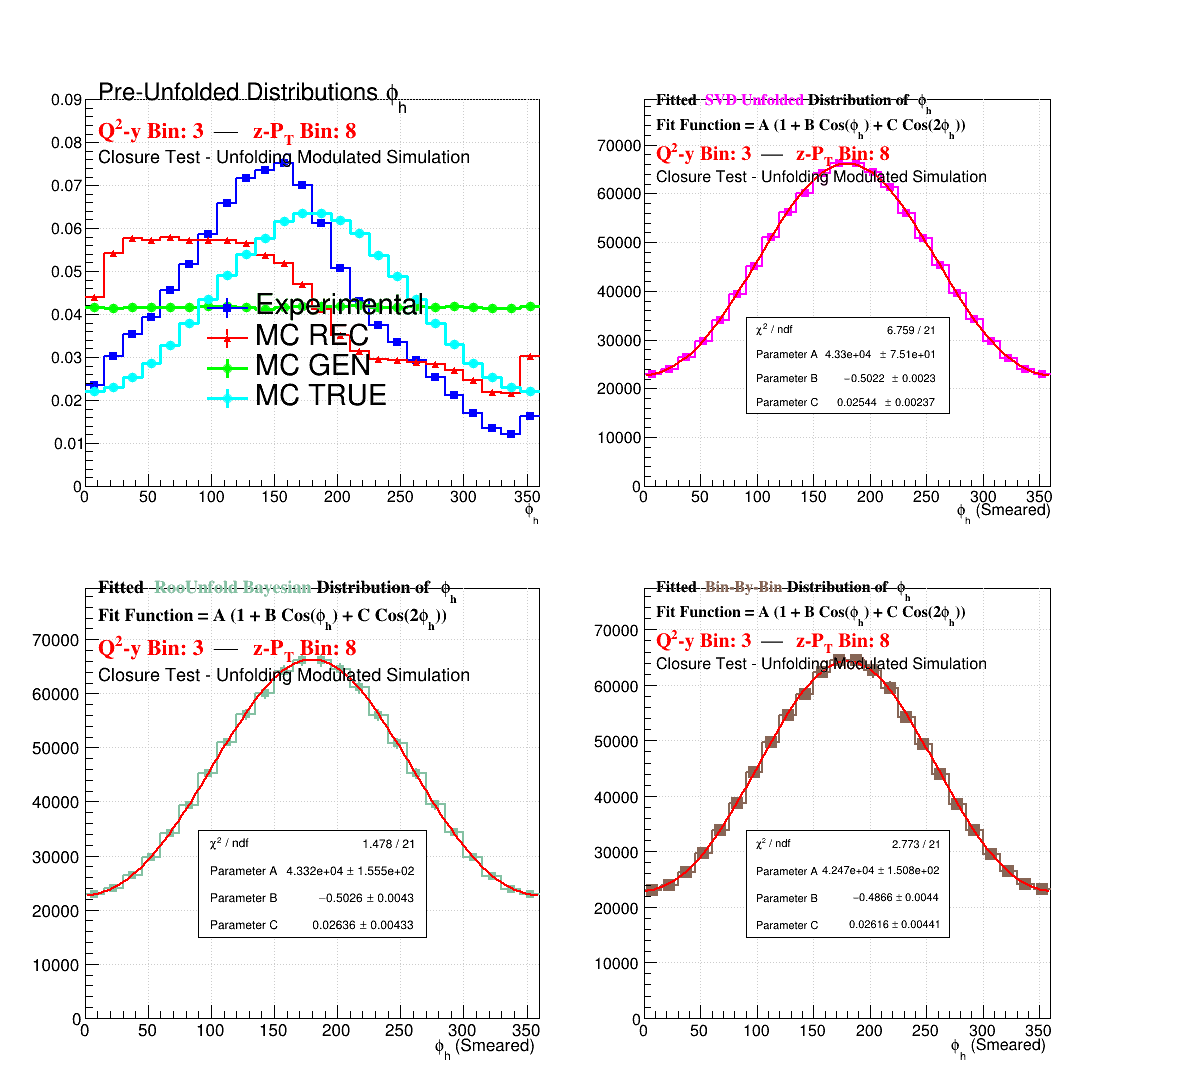 Pre-Unfolded Distributions ϕh
Q2-y Bin: 3 — z-PT Bin: 8
Closure Test - Unfolding Modulated Simulation
0.09
0.08
0.07
0.06
0.05
0.04
0.03
0.02
0.01
0
Experimental
MC REC
MC GEN
MC TRUE
0 50 100 150 200 250 300 350
ϕh
Fitted SVD Unfolded Distribution of ϕh
Fit Function = A (1 + B Cos(ϕh) + C Cos(2ϕh))
Q2-y Bin: 3 — z-PT Bin: 8
Closure Test - Unfolding Modulated Simulation
70000
60000
50000
40000
30000
20000
10000
0
χ2 / ndf 6.759 / 21
Parameter A 4.33e+04 ± 7.51e+01
Parameter B −0.5022 ± 0.0023
Parameter C 0.02544 ± 0.00237
0 50 100 150 200 250 300 350
ϕh (Smeared)
Fitted RooUnfold Bayesian Distribution of ϕh
Fit Function = A (1 + B Cos(ϕh) + C Cos(2ϕh))
Q2-y Bin: 3 — z-PT Bin: 8
Closure Test - Unfolding Modulated Simulation
70000
60000
50000
40000
30000
20000
10000
0
χ2 / ndf 1.478 / 21
Parameter A 4.332e+04 ± 1.555e+02
Parameter B −0.5026 ± 0.0043
Parameter C 0.02636 ± 0.00433
0 50 100 150 200 250 300 350
ϕh (Smeared)
Fitted Bin-By-Bin Distribution of ϕh
Fit Function = A (1 + B Cos(ϕh) + C Cos(2ϕh))
Q2-y Bin: 3 — z-PT Bin: 8
Closure Test - Unfolding Modulated Simulation
70000
60000
50000
40000
30000
20000
10000
0
χ2 / ndf 2.773 / 21
Parameter A 4.247e+04 ± 1.508e+02
Parameter B −0.4866 ± 0.0044
Parameter C 0.02616 ± 0.00441
0 50 100 150 200 250 300 350
ϕh (Smeared)